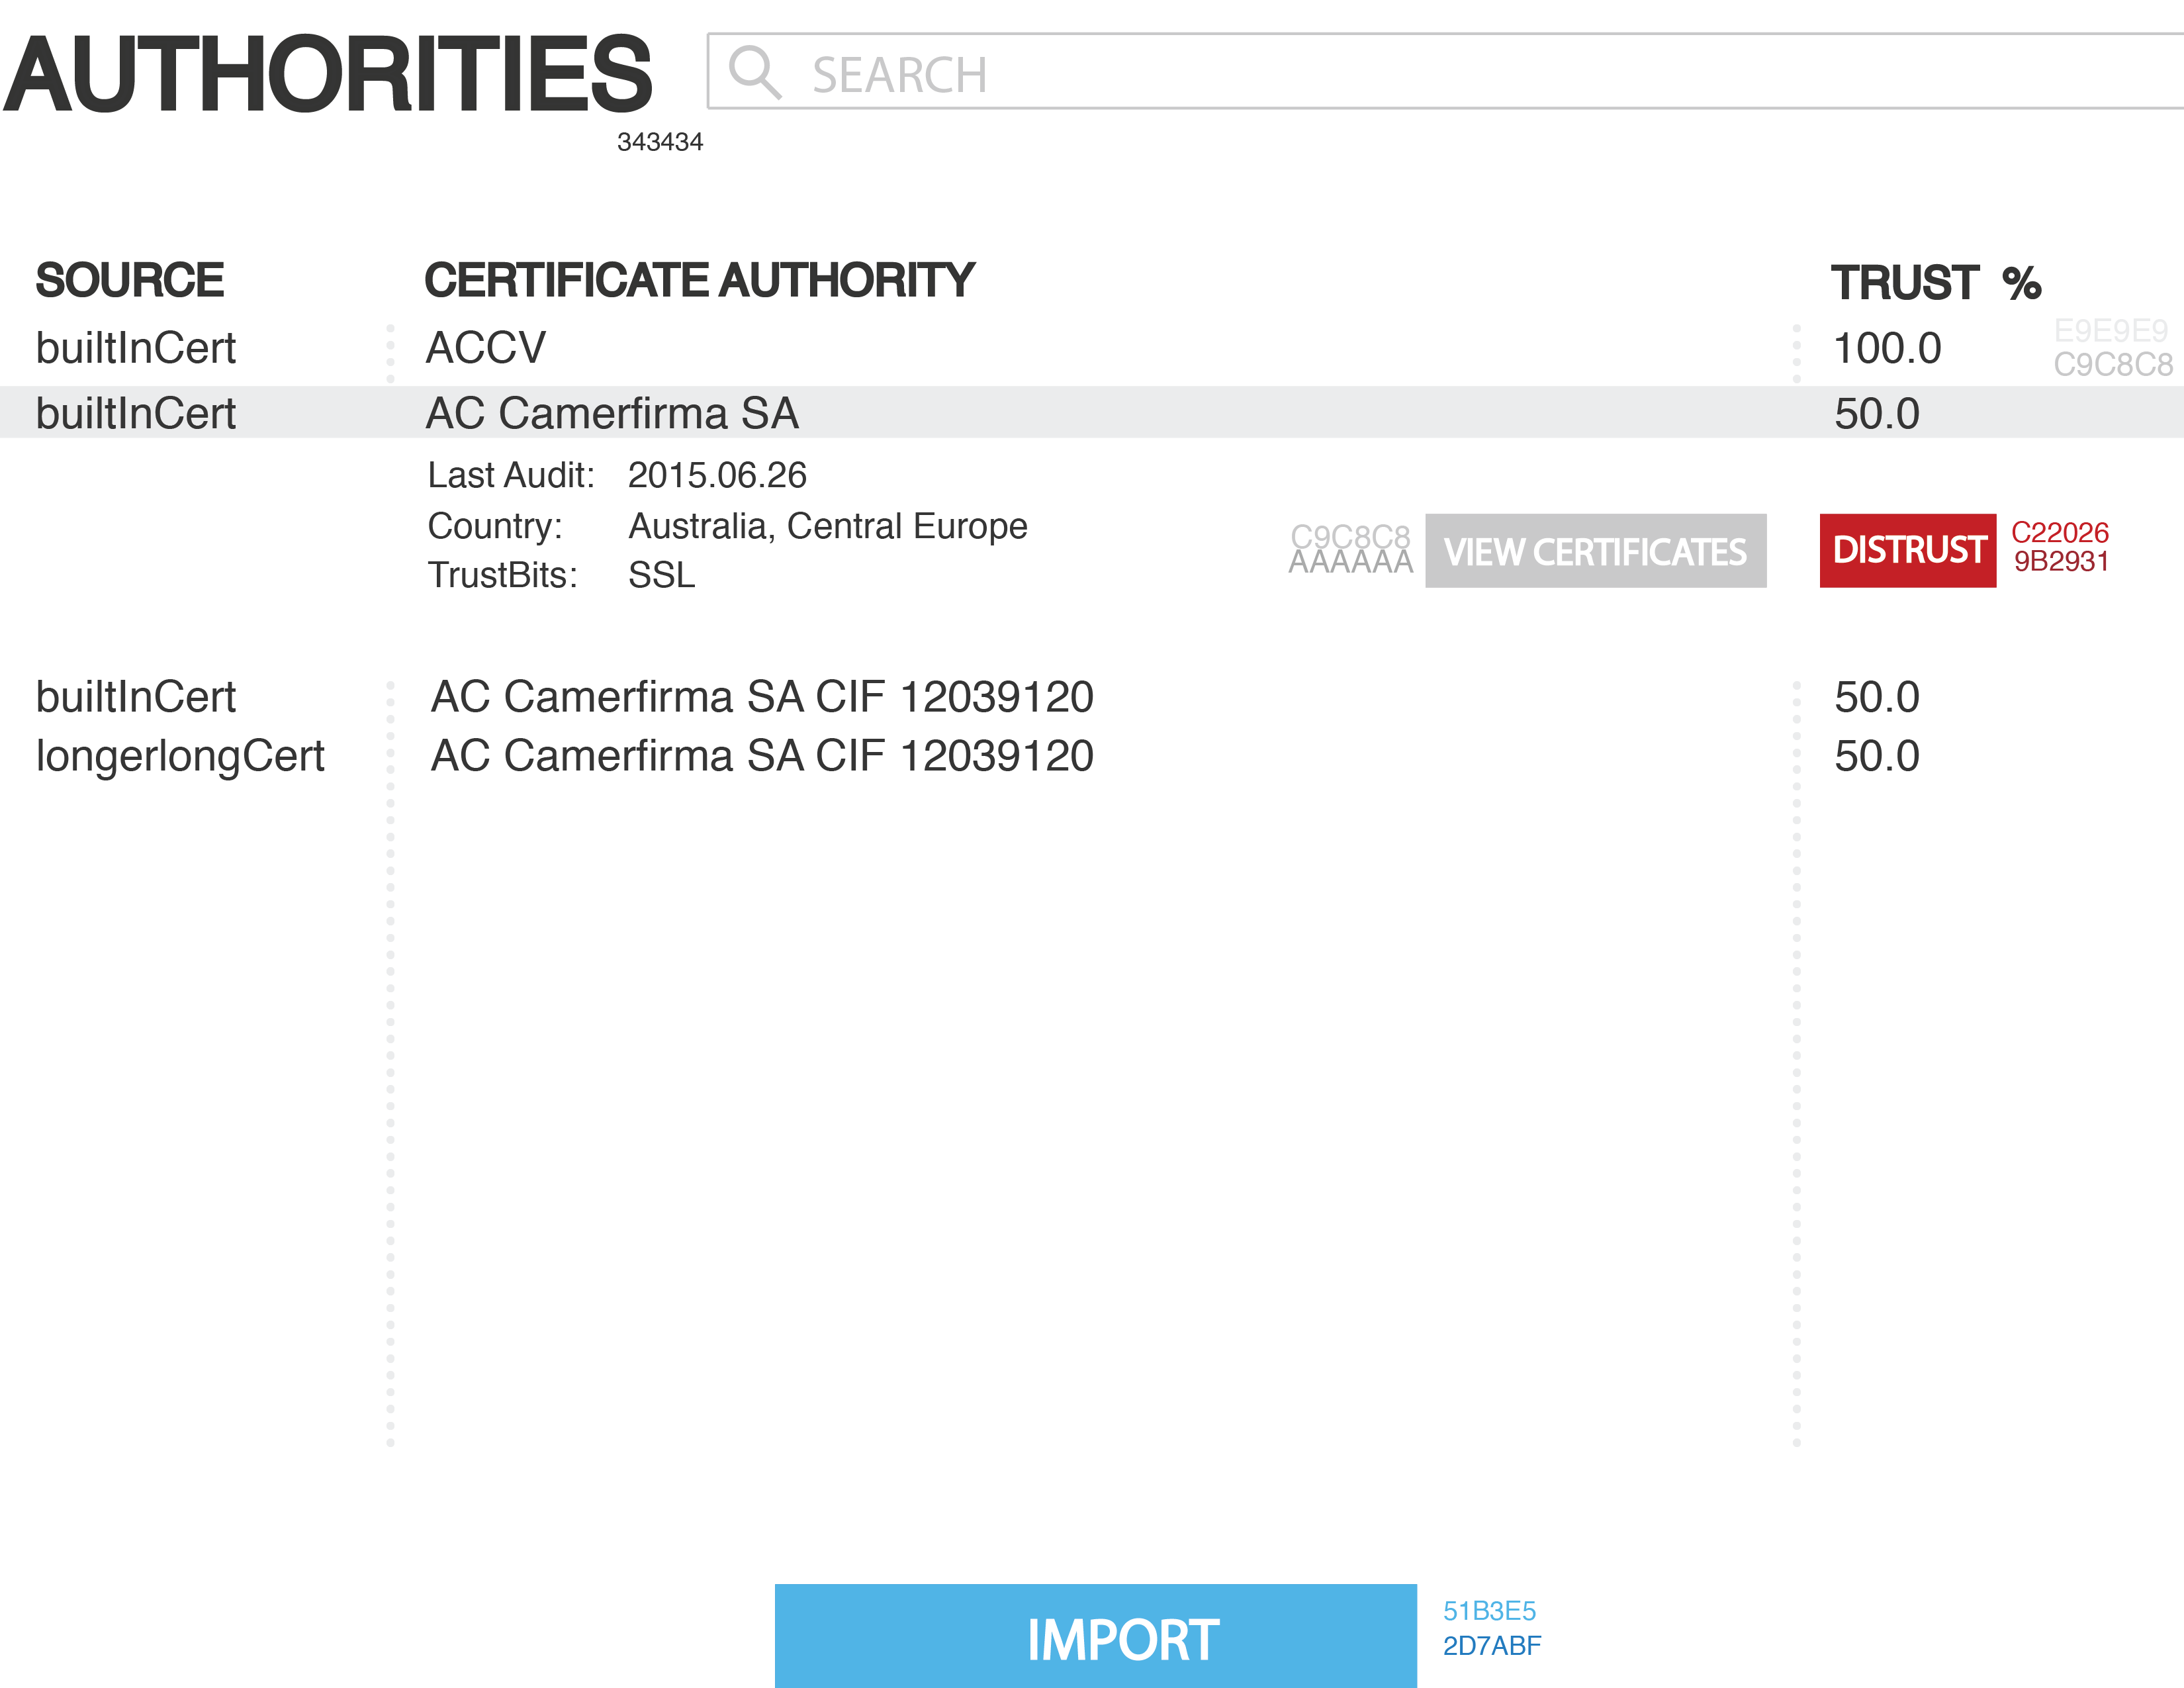 AUTHORITIES
SEARCH
343434
SOURCE CERTIFICATE AUTHORITY TRUST %
builtInCert ACCV 100.0
E9E9E9
C9C8C8
builtInCert AC Camerfirma SA 50.0
Last Audit: 2015.06.26
Country: Australia, Central Europe
TrustBits: SSL
C9C8C8
AAAAAA
VIEW CERTIFICATES
DISTRUST
C22026
9B2931
builtInCert AC Camerfirma SA CIF 12039120 50.0
longerlongCert AC Camerfirma SA CIF 12039120 50.0
IMPORT
51B3E5
2D7ABF